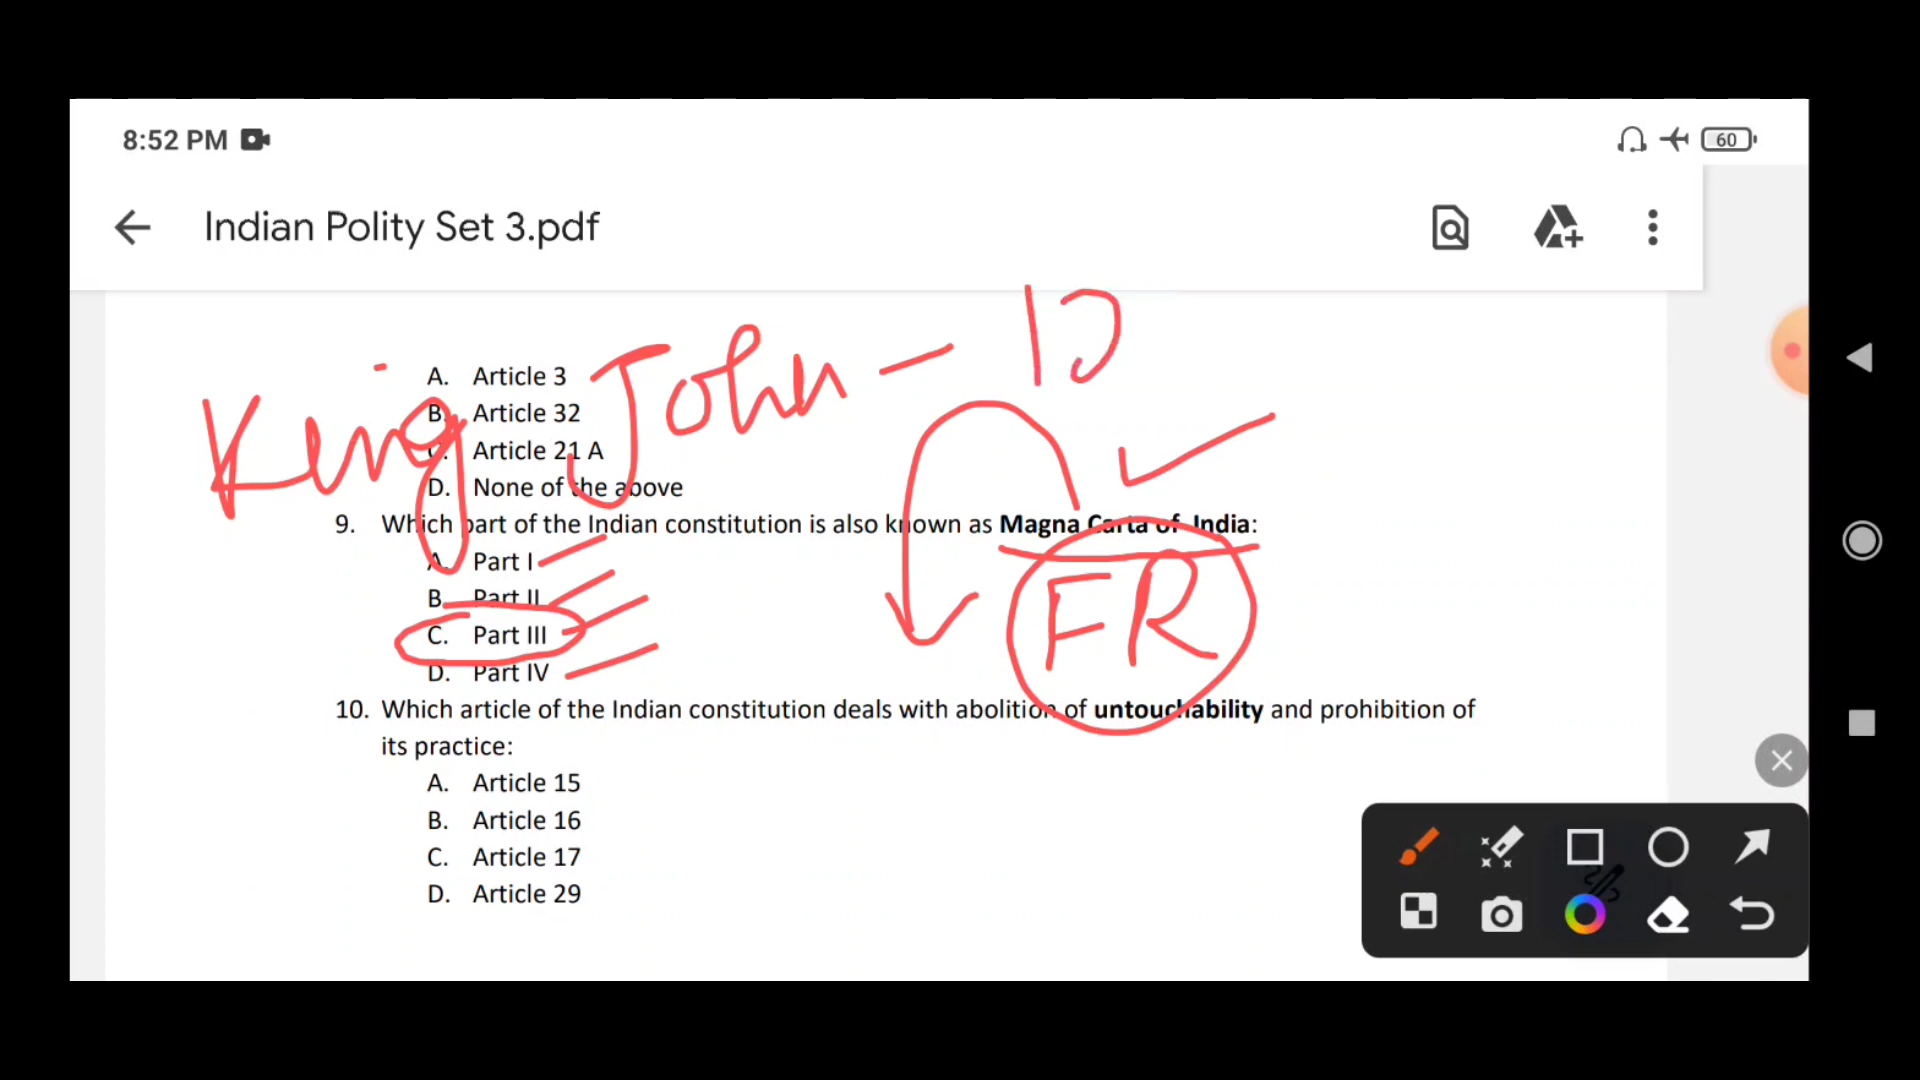 8:52 PM
60
Indian Polity Set 3.pdf
King John - 12
A. Article 3
B. Article 32
C. Article 21 A
D. None of the above
9. Which part of the Indian constitution is also known as Magna Carta of India:
FR
A. Part I
B. Part II
C. Part III
D. Part IV
10. Which article of the Indian constitution deals with abolition of untouchability and prohibition of
its practice:
A. Article 15
B. Article 16
C. Article 17
D. Article 29